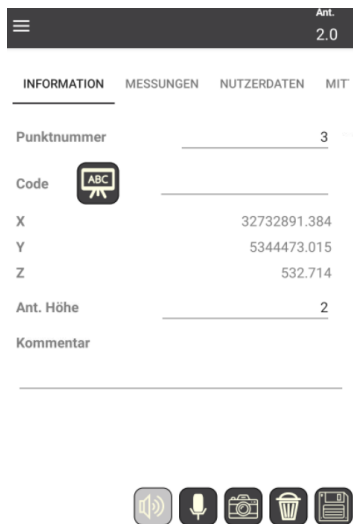 Ant.
2.0
INFORMATION MESSUNGEN NUTZERDATEN MIT
Punktnummer 3
Code ABC
X 32732891.384
Y 5344473.015
Z 532.714
Ant. Höhe 2
Kommentar